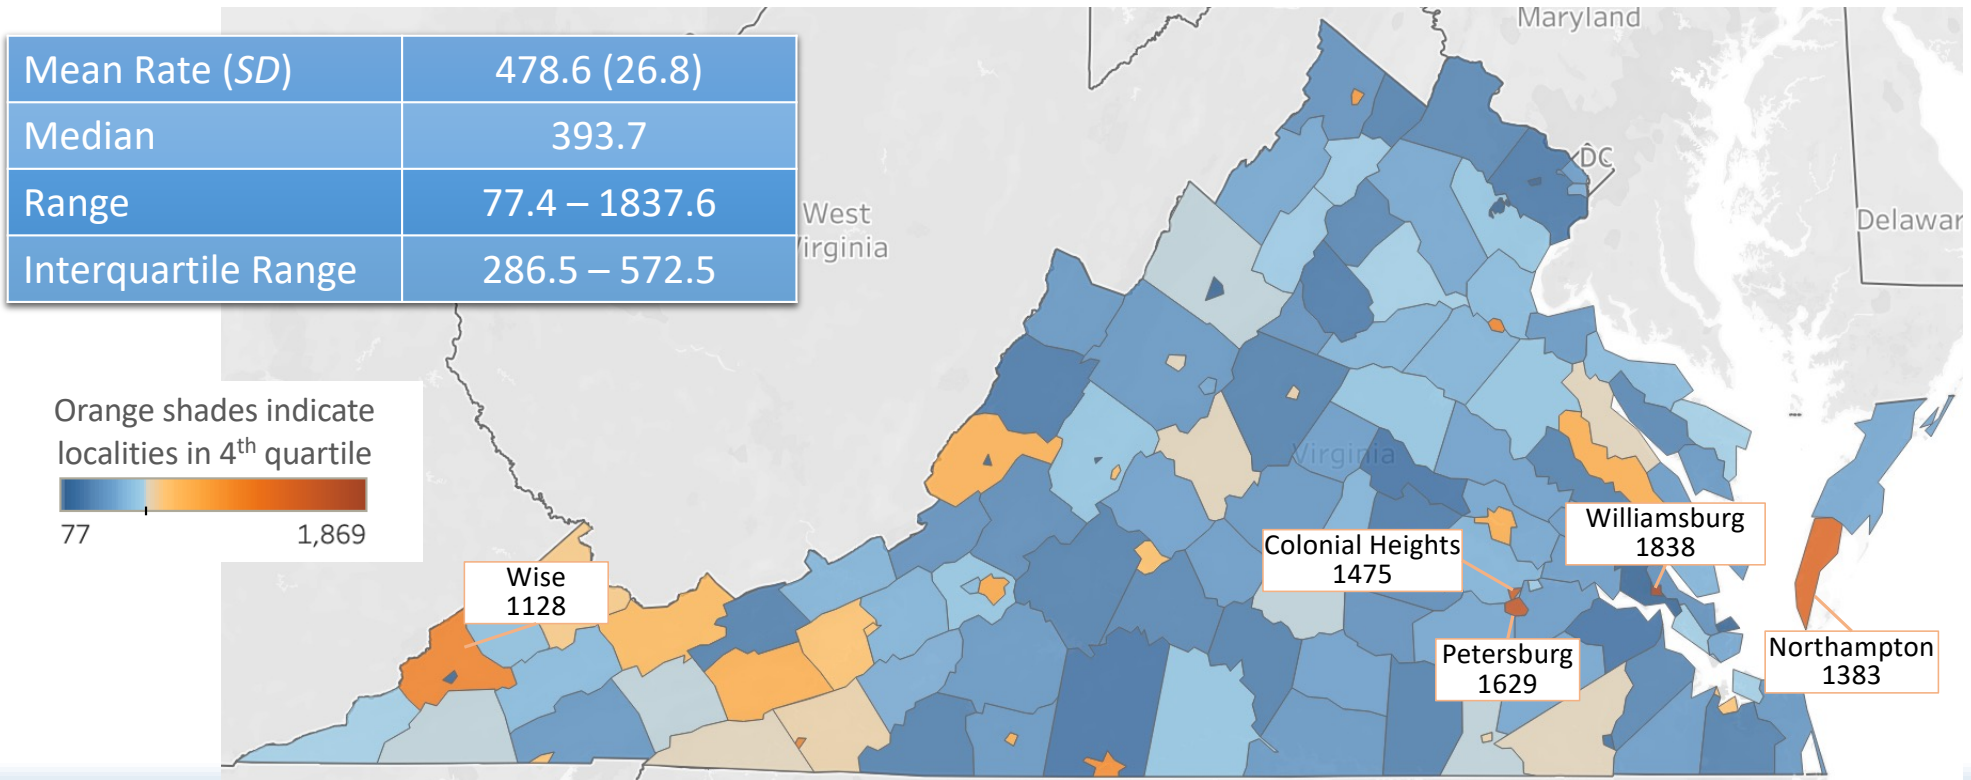 Mean Rate (SD) 478.6 (26.8)
Median 393.7
Range 77.4 – 1837.6
Interquartile Range 286.5 – 572.5
Maryland
DC
West
Virginia
Delawar
Orange shades indicate
localities in 4th quartile
77 1,869
Virginia
Wise
1128
Colonial Heights
1475
Williamsburg
1838
Petersburg
1629
Northampton
1383